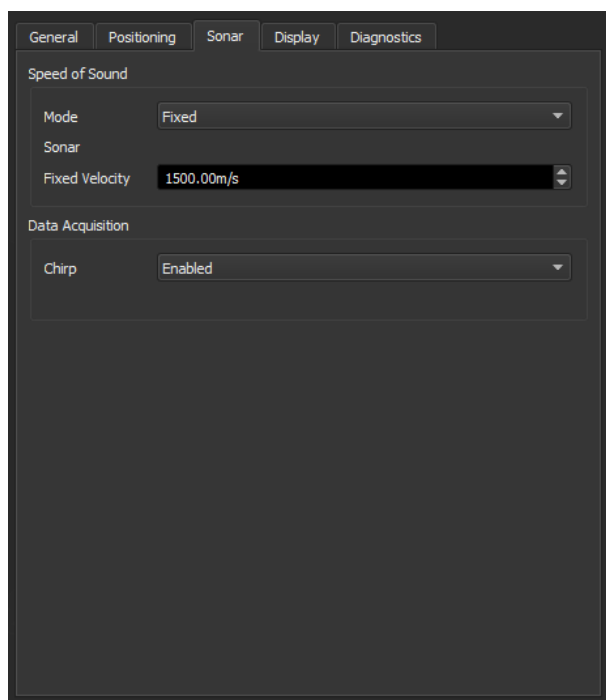 General Positioning Sonar Display Diagnostics
Speed of Sound
Mode Fixed
Sonar
Fixed Velocity 1500.00m/s
Data Acquisition
Chirp Enabled